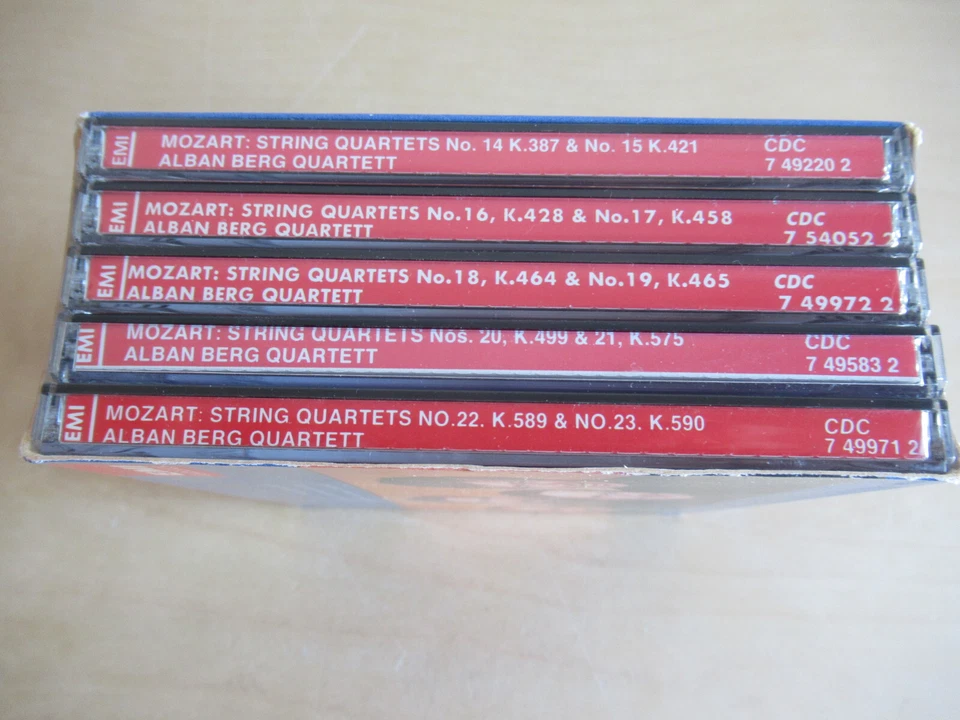 EMI
MOZART: STRING QUARTETS No. 14 K.387 & No. 15 K.421
ALBAN BERG QUARTETT
CDC
7 49220 2
EMI
MOZART: STRING QUARTETS No.16, K.428 & No.17, K.458
ALBAN BERG QUARTETT
CDC
7 54052 2
EMI
MOZART: STRING QUARTETS No.18, K.464 & No.19, K.465
ALBAN BERG QUARTETT
CDC
7 49972 2
EMI
MOZART: STRING QUARTETS Nos. 20, K.499 & 21, K.575
ALBAN BERG QUARTETT
CDC
7 49583 2
EMI
MOZART: STRING QUARTETS NO.22. K.589 & NO.23. K.590
ALBAN BERG QUARTETT
CDC
7 49971 2